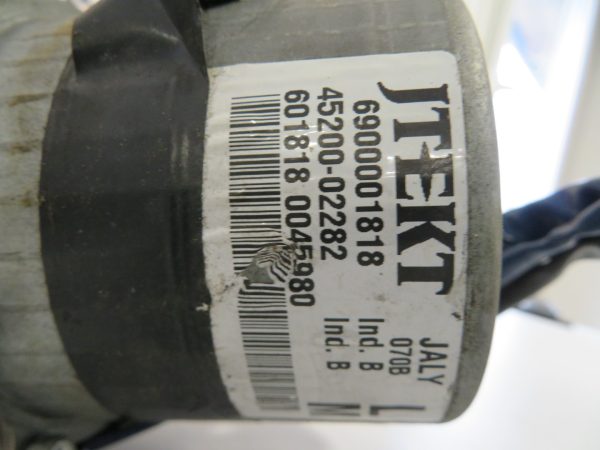 JTEKT
JALY
070B
6900001818 Ind. B
45200-02282 Ind. B
601818 0045980
L